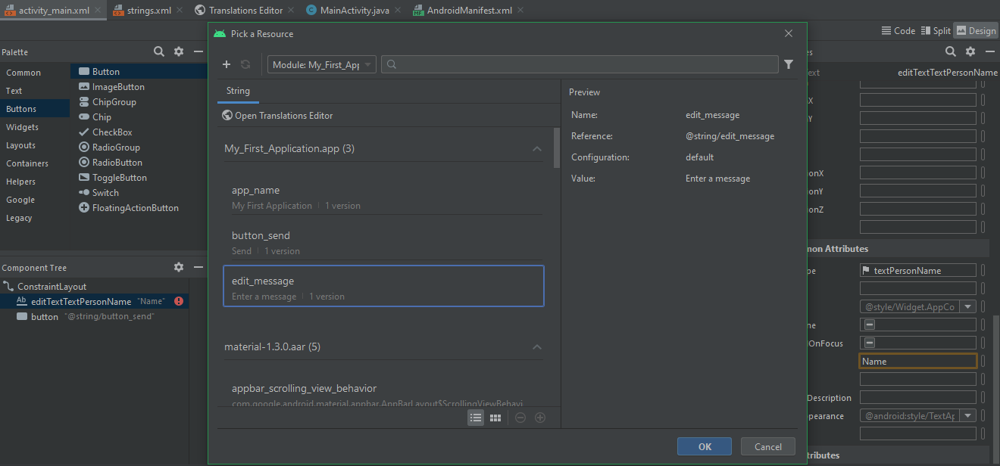 activity_main.xml
strings.xml
Translations Editor
MainActivity.java
AndroidManifest.xml
Code
Split
Design
Palette
Common
Text
Buttons
Widgets
Layouts
Containers
Helpers
Google
Legacy
Button
ImageButton
ChipGroup
Chip
CheckBox
RadioGroup
RadioButton
ToggleButton
Switch
FloatingActionButton
Component Tree
ConstraintLayout
Ab editTextTextPersonName "Name"
button "@string/button_send"
Pick a Resource
Module: My_First_App
String
Open Translations Editor
My_First_Application.app (3)
app_name
My First Application | 1 version
button_send
Send | 1 version
edit_message
Enter a message | 1 version
material-1.3.0.aar (5)
appbar_scrolling_view_behavior
com.google.android.material.appbar.AppBarLayout$ScrollingViewBehavi
Preview
Name: edit_message
Reference: @string/edit_message
Configuration: default
Value: Enter a message
OK
Cancel
es
ext editTextTextPersonName
X
Y
onX
onY
onZ
mon Attributes
pe textPersonName
@style/Widget.AppCo
ne
OnFocus
Name
Description
pearance @android:style/TextAp
ttributes